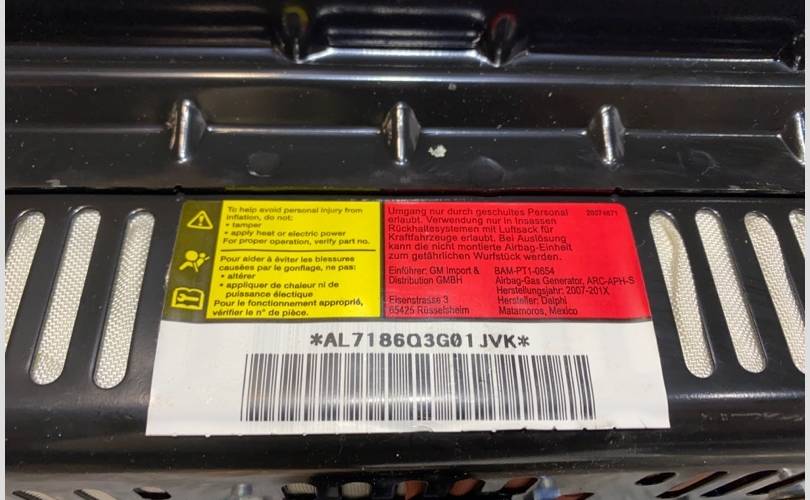 To help avoid personal injury from
inflation, do not:
• tamper
• apply heat or electric power
For proper operation, verify part no.
Pour aider à éviter les blessures
causées par le gonflage, ne pas:
• altérer
• appliquer de chaleur ni de
puissance électique
Pour le fonctionnement approprié,
vérifier le n° de pièce.
Umgang nur durch geschultes Personal
erlaubt. Verwendung nur in Insassen
Rückhaltesystemen mit Luftsack für
Kraftfahrzeuge erlaubt. Bei Auslösung
kann die nicht montierte Airbag-Einheit
zum getährlichen Wurfstück werden.
20274671
Einführer: GM Import &
Distribution GMBH
Eisenstrasse 3
65425 Rüsselsheim
BAM-PT1-0654
Airbag-Gas Generator, ARC-APH-S
Herstellungsjahr: 2007-201X
Hersteller: Dalphi
Matamoros, Mexico
*AL7186Q3G01JVK*